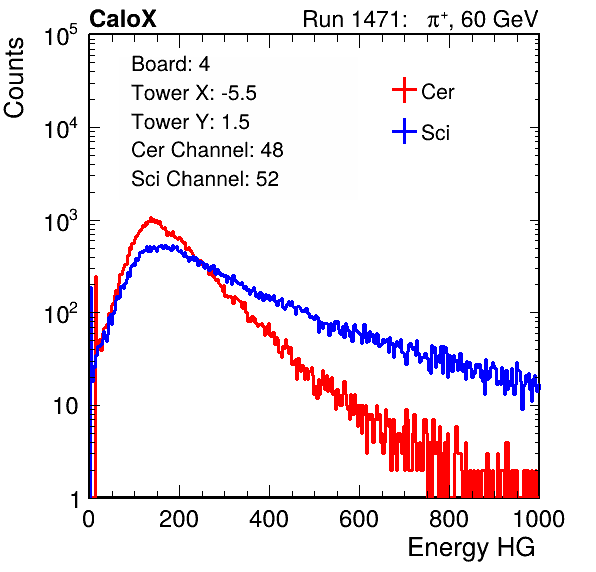 CaloX Run 1471: π⁺, 60 GeV
Counts
10⁵
10⁴
10³
10²
10
1
Board: 4
Tower X: -5.5
Tower Y: 1.5
Cer Channel: 48
Sci Channel: 52
Cer
Sci
0 200 400 600 800 1000
Energy HG